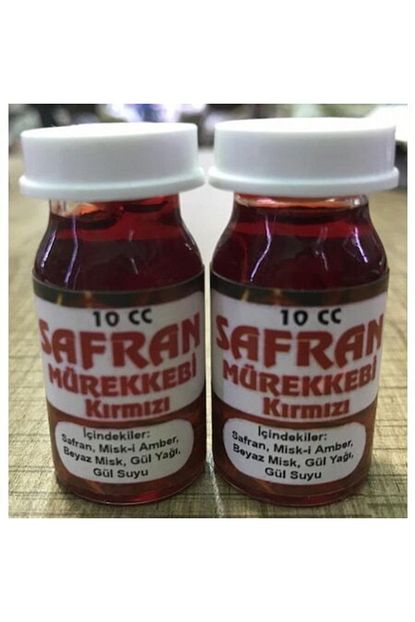 10 CC
SAFRAN
MÜREKKEBİ
Kırmızı
İçindekiler:
Safran, Misk-i Amber,
Beyaz Misk, Gül Yağı,
Gül Suyu
10 CC
SAFRAN
MÜREKKEBİ
Kırmızı
İçindekiler:
Safran, Misk-i Amber,
Beyaz Misk, Gül Yağı,
Gül Suyu